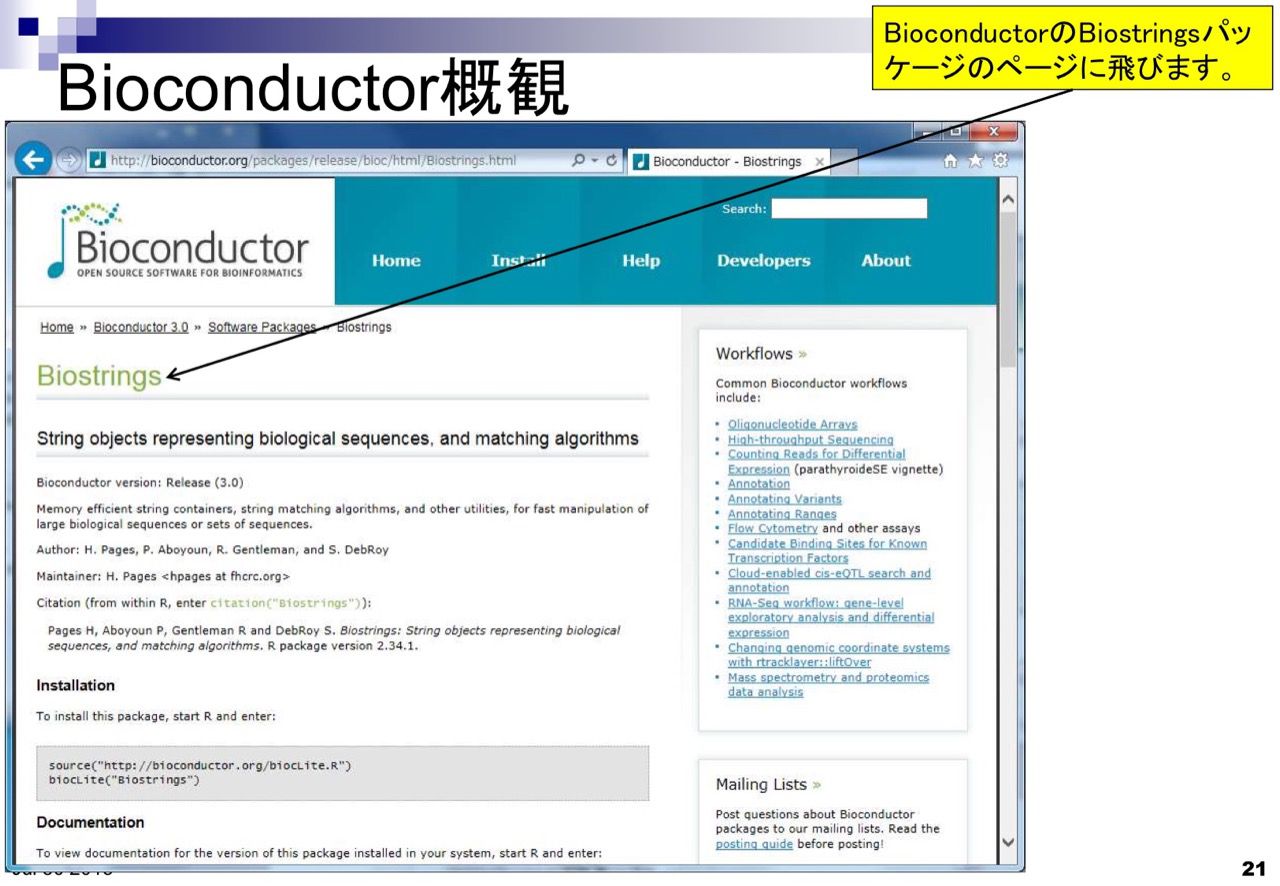 BioconductorのBiostringsパッ
ケージのページに飛びます。
Bioconductor概観
http://bioconductor.org/packages/release/bioc/html/Biostrings.html
Bioconductor - Biostrings
Bioconductor
OPEN SOURCE SOFTWARE FOR BIOINFORMATICS
Search:
Home Install Help Developers About
Home » Bioconductor 3.0 » Software Packages » Biostrings
Biostrings
String objects representing biological sequences, and matching algorithms
Bioconductor version: Release (3.0)
Memory efficient string containers, string matching algorithms, and other utilities, for fast manipulation of
large biological sequences or sets of sequences.
Author: H. Pages, P. Aboyoun, R. Gentleman, and S. DebRoy
Maintainer: H. Pages <hpages at fhcrc.org>
Citation (from within R, enter citation("Biostrings")):
Pages H, Aboyoun P, Gentleman R and DebRoy S. Biostrings: String objects representing biological
sequences, and matching algorithms. R package version 2.34.1.
Installation
To install this package, start R and enter:
source("http://bioconductor.org/biocLite.R")
biocLite("Biostrings")
Documentation
To view documentation for the version of this package installed in your system, start R and enter:
Workflows »
Common Bioconductor workflows
include:
• Oligonucleotide Arrays
• High-throughput Sequencing
• Counting Reads for Differential
Expression (parathyroideSE vignette)
• Annotation
• Annotating Variants
• Annotating Ranges
• Flow Cytometry and other assays
• Candidate Binding Sites for Known
Transcription Factors
• Cloud-enabled cis-eQTL search and
annotation
• RNA-Seq workflow: gene-level
exploratory analysis and differential
expression
• Changing genomic coordinate systems
with rtracklayer::liftOver
• Mass spectrometry and proteomics
data analysis
Mailing Lists »
Post questions about Bioconductor
packages to our mailing lists. Read the
posting guide before posting!
21